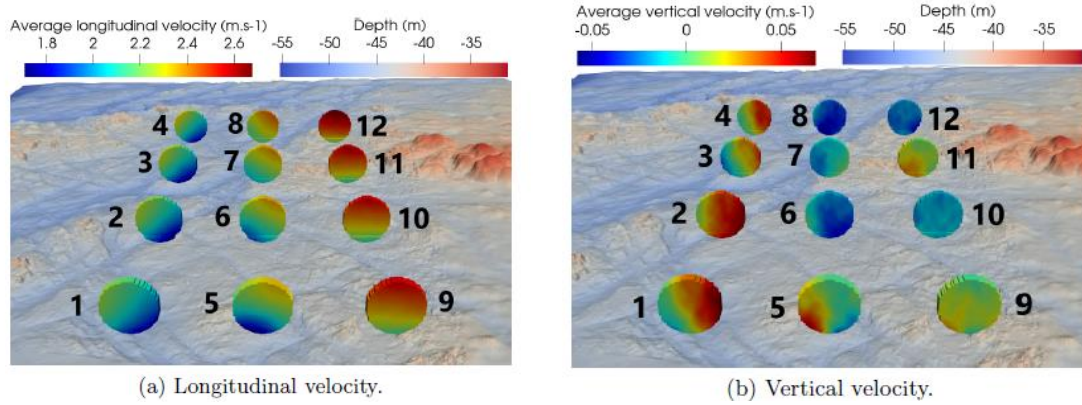 Average longitudinal velocity (m.s-1)
1.8 2 2.2 2.4 2.6
Depth (m)
-55 -50 -45 -40 -35
4 8 12
3 7 11
2 6 10
1 5 9
(a) Longitudinal velocity.
Average vertical velocity (m.s-1)
-0.05 0 0.05
Depth (m)
-55 -50 -45 -40 -35
4 8 12
3 7 11
2 6 10
1 5 9
(b) Vertical velocity.